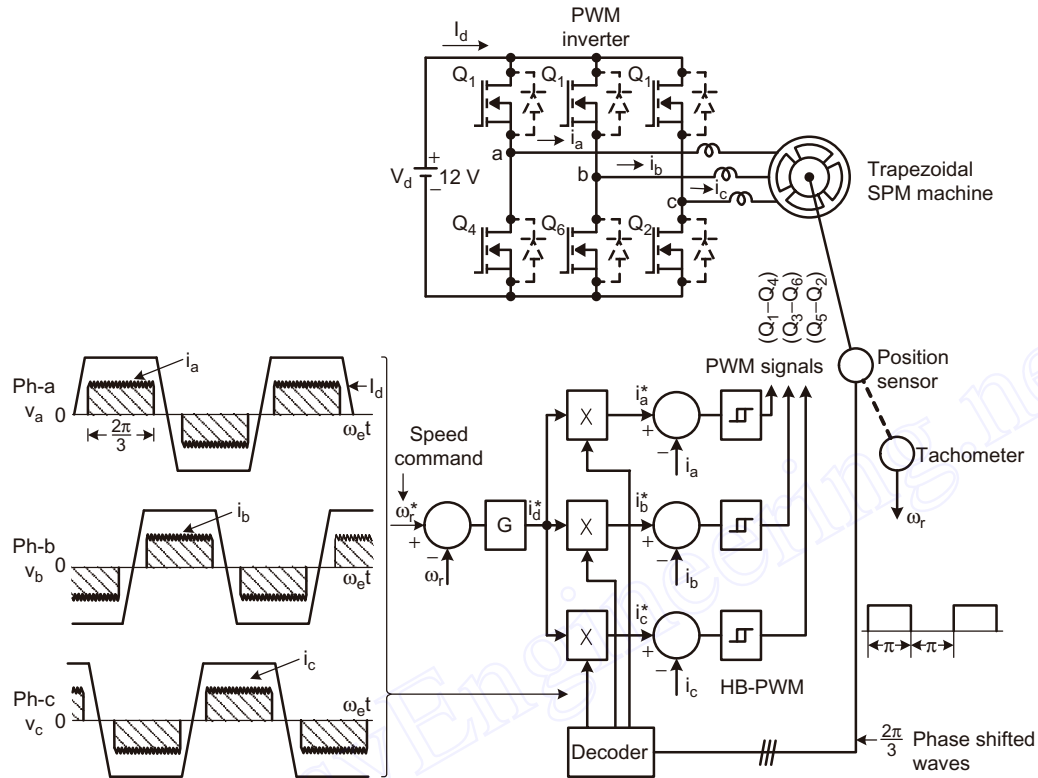 PWM
inverter
I_d
Q_1
Q_1
Q_1
i_a
a
i_b
b
i_c
c
V_d
+
−
12 V
Q_4
Q_6
Q_2
Trapezoidal
SPM machine
(Q_1–Q_4)
(Q_3–Q_6)
(Q_5–Q_2)
PWM signals
Position
sensor
Tachometer
ω_r
Ph-a
v_a
0
i_a
I_d
2π/3
ω_e t
Ph-b
v_b
0
i_b
ω_e t
Ph-c
v_c
0
i_c
ω_e t
Speed
command
ω_r*
+
−
ω_r
G
i_d*
X
i_a*
+
−
i_a
X
i_b*
+
−
i_b
X
i_c*
+
−
i_c
HB-PWM
π
π
Decoder
2π/3 Phase shifted
waves